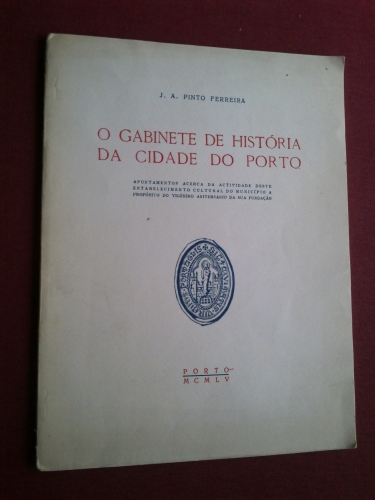 J. A. PINTO FERREIRA
O GABINETE DE HISTÓRIA
DA CIDADE DO PORTO
APONTAMENTOS ACERCA DA ACTIVIDADE DESTE
ESTABELECIMENTO CULTURAL DO MUNICÍPIO A
PROPÓSITO DO VIGÉSIMO ANIVERSÁRIO DA SUA FUNDAÇÃO
PORTO
MCMLV